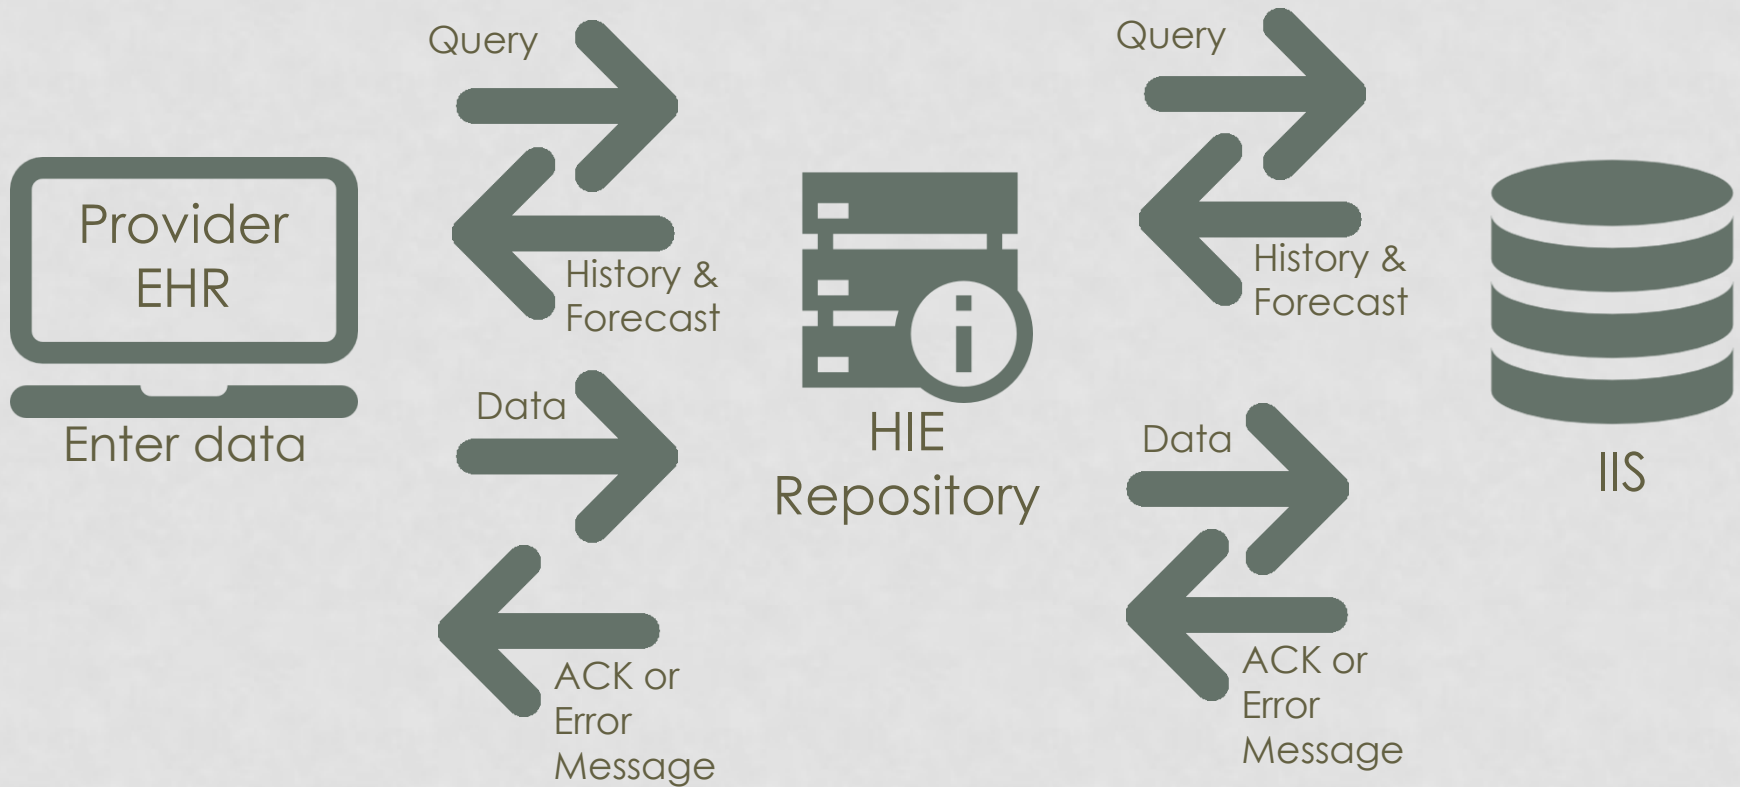 Query
Provider
EHR
Enter data
History &
Forecast
Data
ACK or
Error
Message
i
HIE
Repository
Query
History &
Forecast
Data
ACK or
Error
Message
IIS